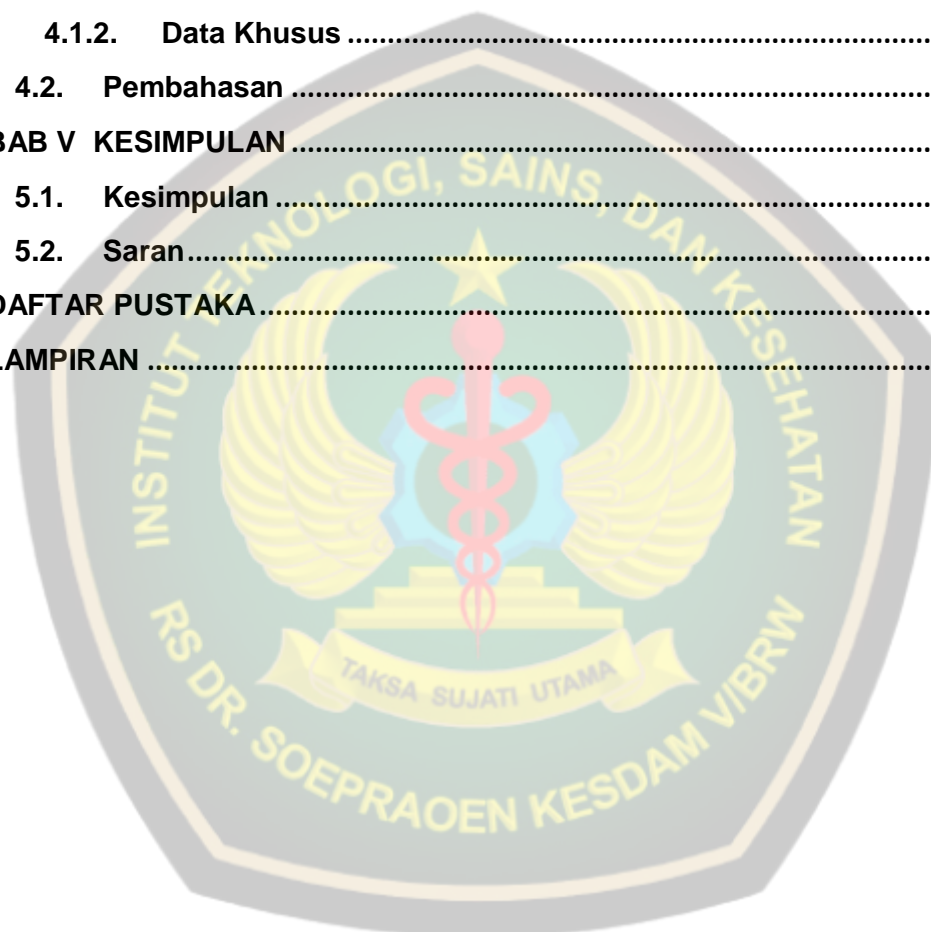 4.1.2. Data Khusus ........................................................................
4.2. Pembahasan ...............................................................................
BAB V KESIMPULAN ...............................................................................
5.1. Kesimpulan .................................................................................
5.2. Saran ...........................................................................................
DAFTAR PUSTAKA ...................................................................................
LAMPIRAN ................................................................................................
INSTITUT TEKNOLOGI, SAINS, DAN KESEHATAN
TAKSA SUJATI UTAMA
RS DR. SOEPRAOEN KESDAM V/BRW